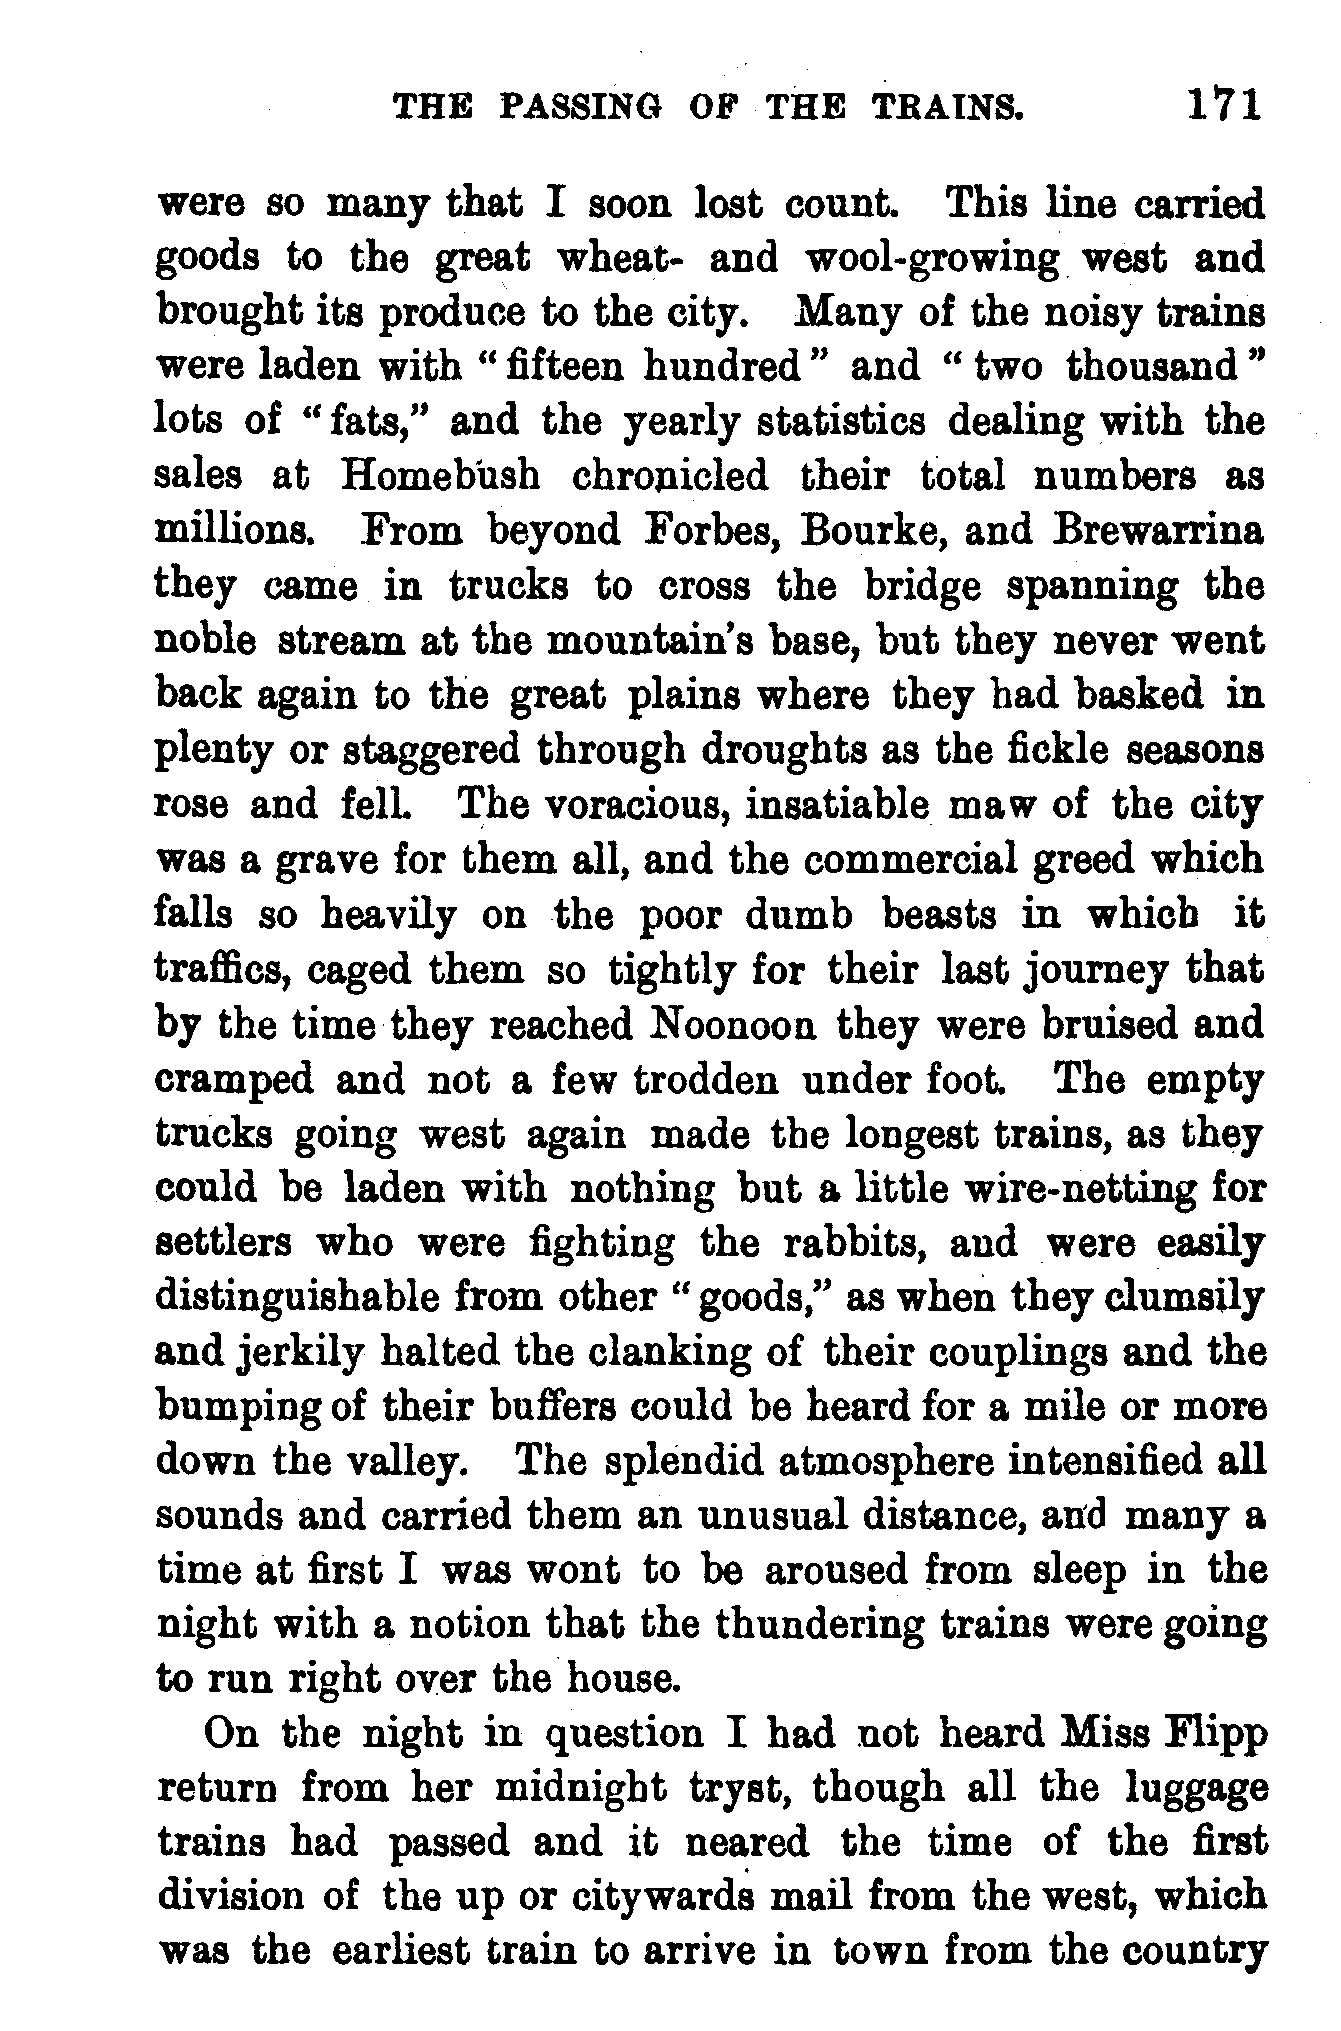 THE PASSING OF THE TRAINS. 171
were so many that I soon lost count. This line carried
goods to the great wheat- and wool-growing west and
brought its produce to the city. Many of the noisy trains
were laden with “fifteen hundred” and “two thousand”
lots of “fats,” and the yearly statistics dealing with the
sales at Homebush chronicled their total numbers as
millions. From beyond Forbes, Bourke, and Brewarrina
they came in trucks to cross the bridge spanning the
noble stream at the mountain's base, but they never went
back again to the great plains where they had basked in
plenty or staggered through droughts as the fickle seasons
rose and fell. The voracious, insatiable maw of the city
was a grave for them all, and the commercial greed which
falls so heavily on the poor dumb beasts in which it
traffics, caged them so tightly for their last journey that
by the time they reached Noonoon they were bruised and
cramped and not a few trodden under foot. The empty
trucks going west again made the longest trains, as they
could be laden with nothing but a little wire-netting for
settlers who were fighting the rabbits, and were easily
distinguishable from other “goods,” as when they clumsily
and jerkily halted the clanking of their couplings and the
bumping of their buffers could be heard for a mile or more
down the valley. The splendid atmosphere intensified all
sounds and carried them an unusual distance, and many a
time at first I was wont to be aroused from sleep in the
night with a notion that the thundering trains were going
to run right over the house.
On the night in question I had not heard Miss Flipp
return from her midnight tryst, though all the luggage
trains had passed and it neared the time of the first
division of the up or citywards mail from the west, which
was the earliest train to arrive in town from the country